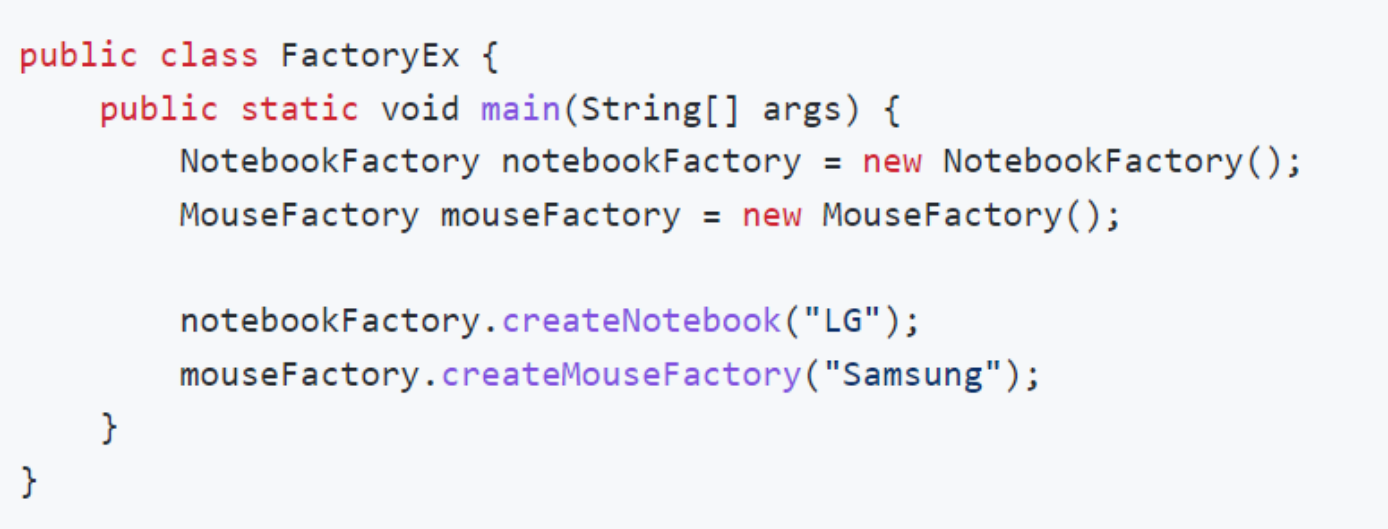 public class FactoryEx {
    public static void main(String[] args) {
        NotebookFactory notebookFactory = new NotebookFactory();
        MouseFactory mouseFactory = new MouseFactory();

        notebookFactory.createNotebook("LG");
        mouseFactory.createMouseFactory("Samsung");
    }
}